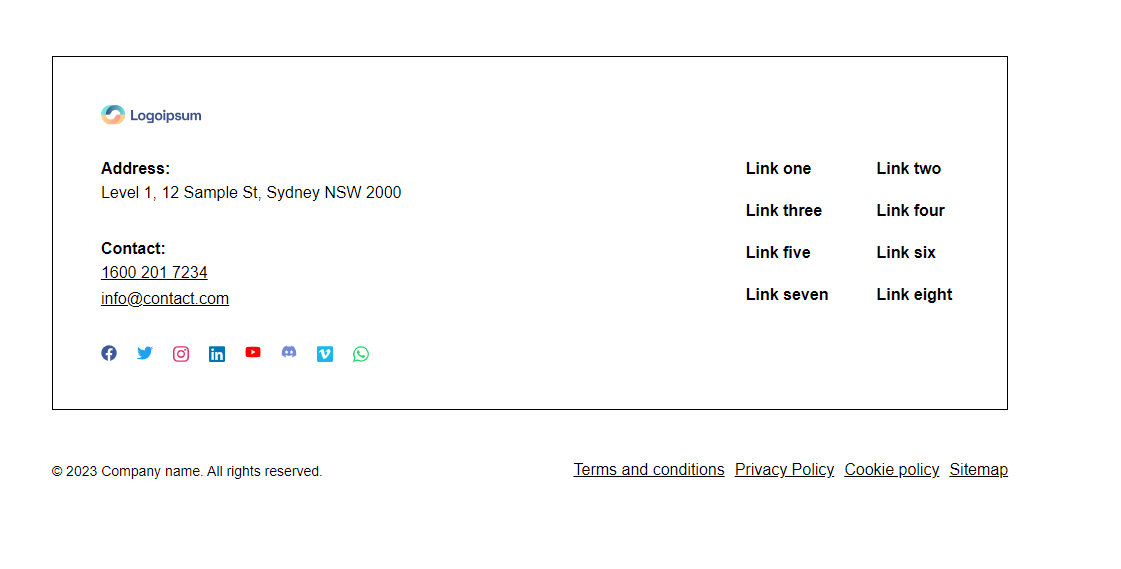 Logoipsum
Address:
Level 1, 12 Sample St, Sydney NSW 2000
Contact:
1600 201 7234
info@contact.com
Link one
Link two
Link three
Link four
Link five
Link six
Link seven
Link eight
© 2023 Company name. All rights reserved.
Terms and conditions Privacy Policy Cookie policy Sitemap